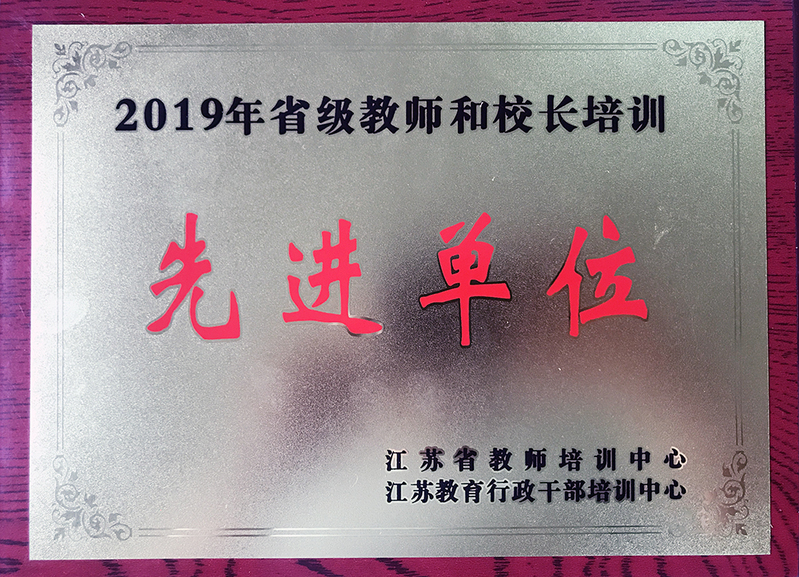 2019年省级教师和校长培训
先进单位
江苏省教师培训中心
江苏教育行政干部培训中心